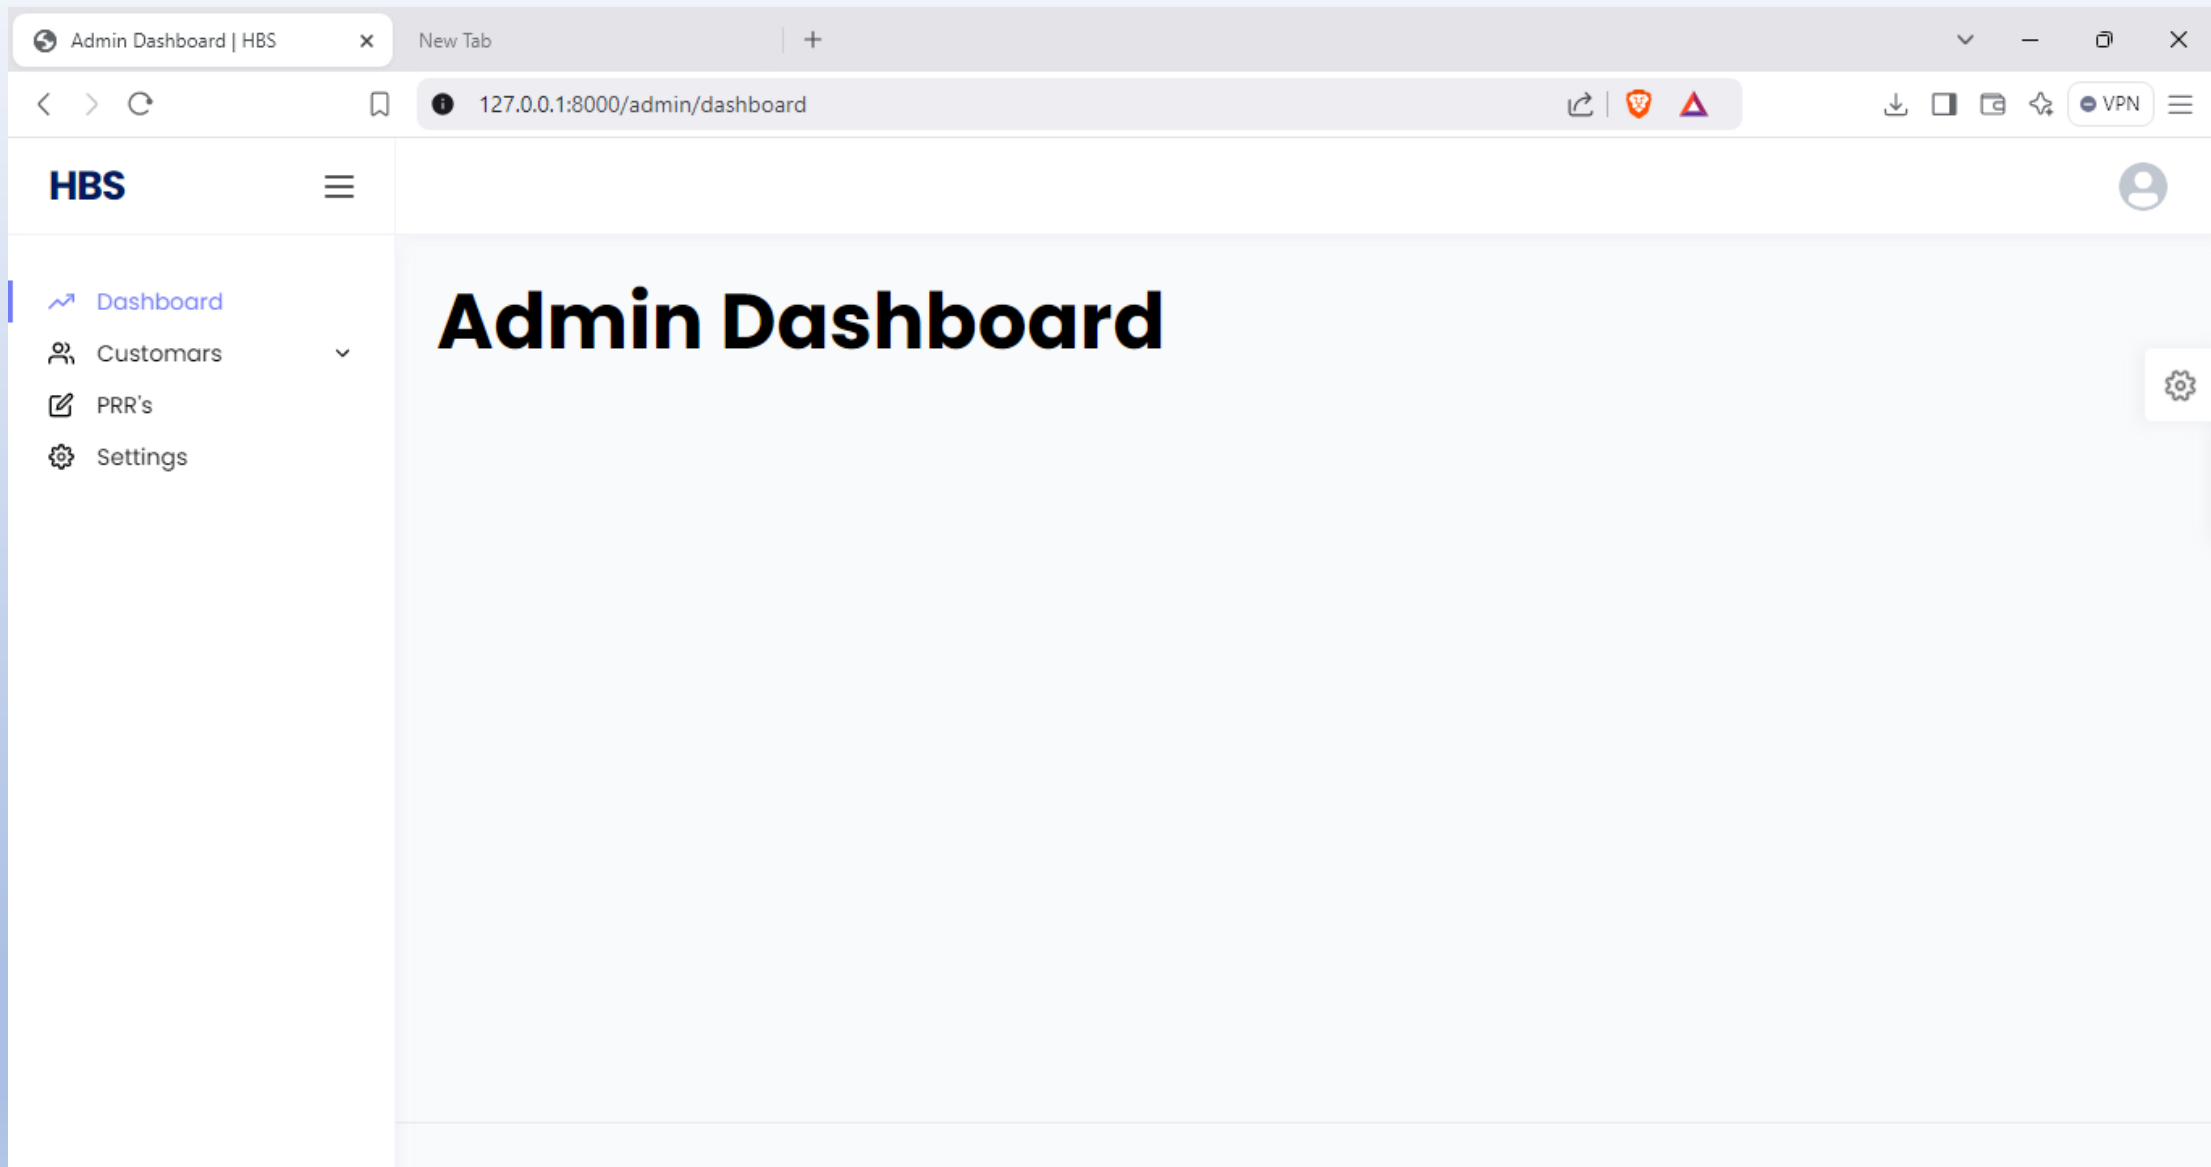 Admin Dashboard | HBS
New Tab
127.0.0.1:8000/admin/dashboard
VPN
HBS
Dashboard
Customars
PRR's
Settings
Admin Dashboard